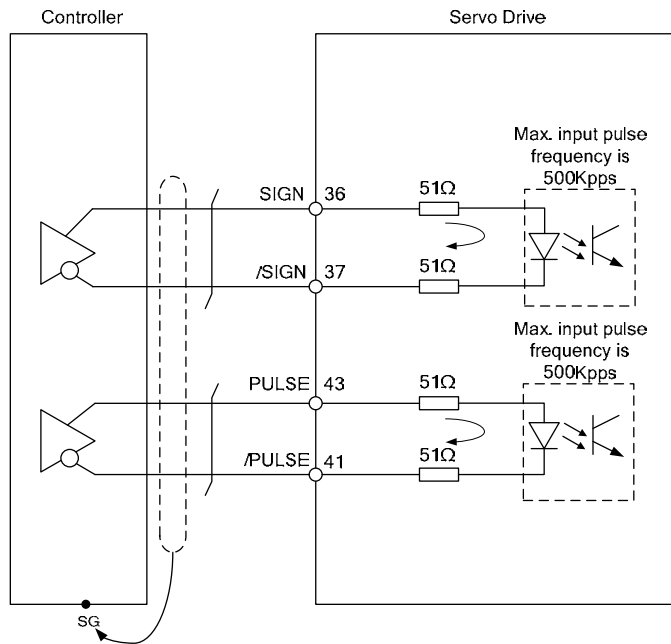 Controller
Servo Drive
Max. input pulse
frequency is
500Kpps
SIGN 36 51Ω
/SIGN 37 51Ω
Max. input pulse
frequency is
500Kpps
PULSE 43 51Ω
/PULSE 41 51Ω
SG